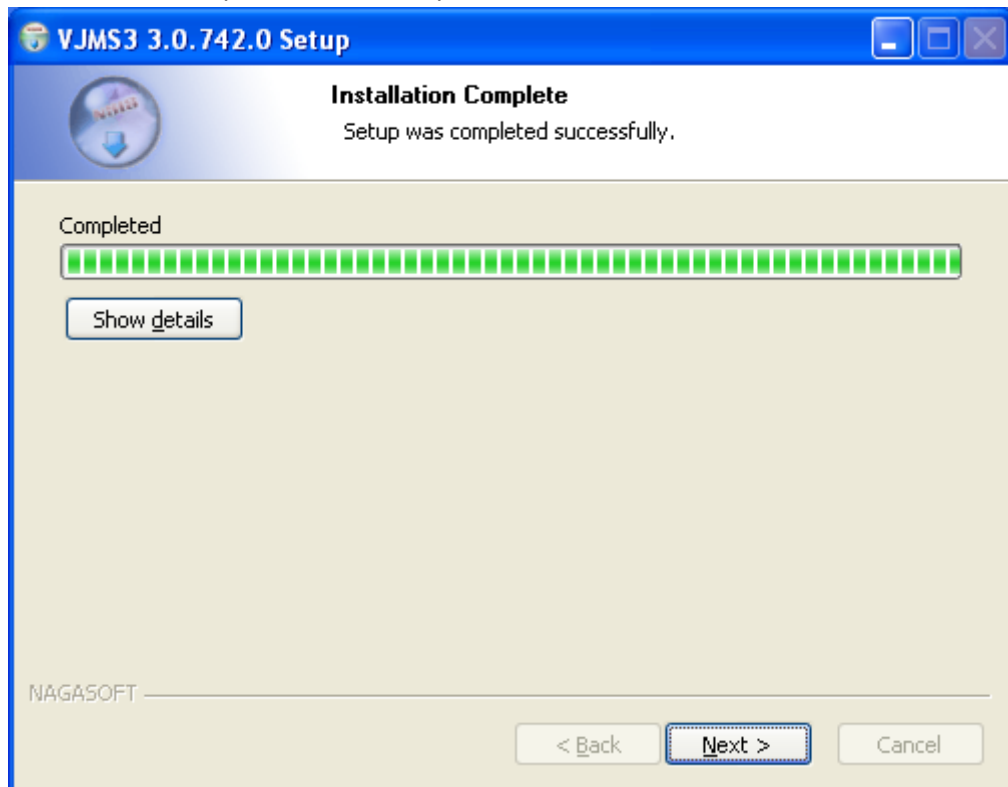 VJMS3 3.0.742.0 Setup
Installation Complete
Setup was completed successfully.
Completed
Show details
NAGASOFT
< Back Next > Cancel